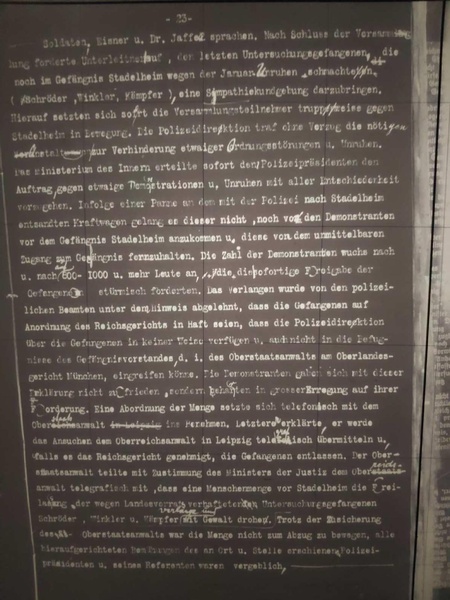 - 23-
Soldaten, Kiener u. Dr. Jaffe sprachen. Nach Schluss der Versamm
lung forderte Unterleitner auf, den letzten Untersuchungsgefangenen, die
noch im Gefängnis Stadelheim wegen der Januar Unruhen schmachteten,
( Schröder, Winkler, Kämpfer ), eine Sympathiekundgebung darzubringen.
Hierauf setzten sich sofort die Versammlungsteilnehmer truppweise gegen
Stadelheim in Bewegung. Die Polizeidirektion traf ohne Verzug die nötigen
zur Verhinderung etwaiger Ordnungsstörungen u. Unruhen.
Das Ministerium des Innern erteilte sofort dem Polizeipräsidenten den
Auftrag, gegen etwaige Demonstrationen u. Unruhen mit aller Entschiedenheit
vorzugehen. Infolge einer Panne an dem mit der Polizei nach Stadelheim
entsandten Kraftwagen gelang es dieser nicht, noch vor den Demonstranten
vor dem Gefängnis Stadelheim anzukommen u. diese von dem unmittelbaren
Zugang zum Gefängnis fernzuhalten. Die Zahl der Demonstranten wuchs nach
u. nach auf 800- 1000 u. mehr Leute an, die die sofortige Freigabe der
Gefangenen stürmisch forderten. Das Verlangen wurde von den polizei-
lichen Beamten unter dem Hinweis abgelehnt, dass die Gefangenen auf
Anordnung des Reichsgerichts in Haft seien, dass die Polizeidirektion
über die Gefangenen in keiner Weise verfügen u. auch nicht in die Befug-
nisse des Gefängnisvorstandes, d. i. des Oberstaatsanwalts am Oberlandes-
gericht München, eingreifen könne. Die Demonstranten gaben sich mit dieser
Erklärung nicht zufrieden, sondern beharrten in grosser Erregung auf ihrer
Forderung. Eine Abordnung der Menge setzte sich telefonisch mit dem
Oberstaatsanwalt in Leipzig ins Benehmen. Letzterer erklärte, er werde
das Ansuchen dem Oberreichsanwalt in Leipzig telegrafisch übermitteln u.
falls es das Reichsgericht genehmigt, die Gefangenen entlassen. Der Ober-
staatsanwalt teilte mit Zustimmung des Ministers der Justiz dem Oberreichs-
anwalt telegrafisch mit, dass eine Menschenmenge vor Stadelheim die Frei-
lassung der wegen Landesverrats verhafteten Untersuchungsgefangenen
Schröder, Winkler u. Kämpfer verlange und mit Gewalt drohe. Trotz der Zusicherung
des Oberstaatsanwalts war die Menge nicht zum Abzug zu bewegen, alle
hierauf gerichteten Bemühungen des an Ort u. Stelle erschienenen Polizei-
präsidenten u. seines Referenten waren vergeblich,